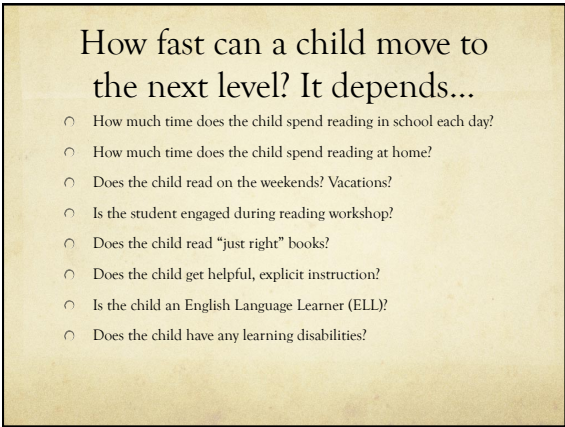 How fast can a child move to
the next level? It depends...
How much time does the child spend reading in school each day?
How much time does the child spend reading at home?
Does the child read on the weekends? Vacations?
Is the student engaged during reading workshop?
Does the child read “just right” books?
Does the child get helpful, explicit instruction?
Is the child an English Language Learner (ELL)?
Does the child have any learning disabilities?